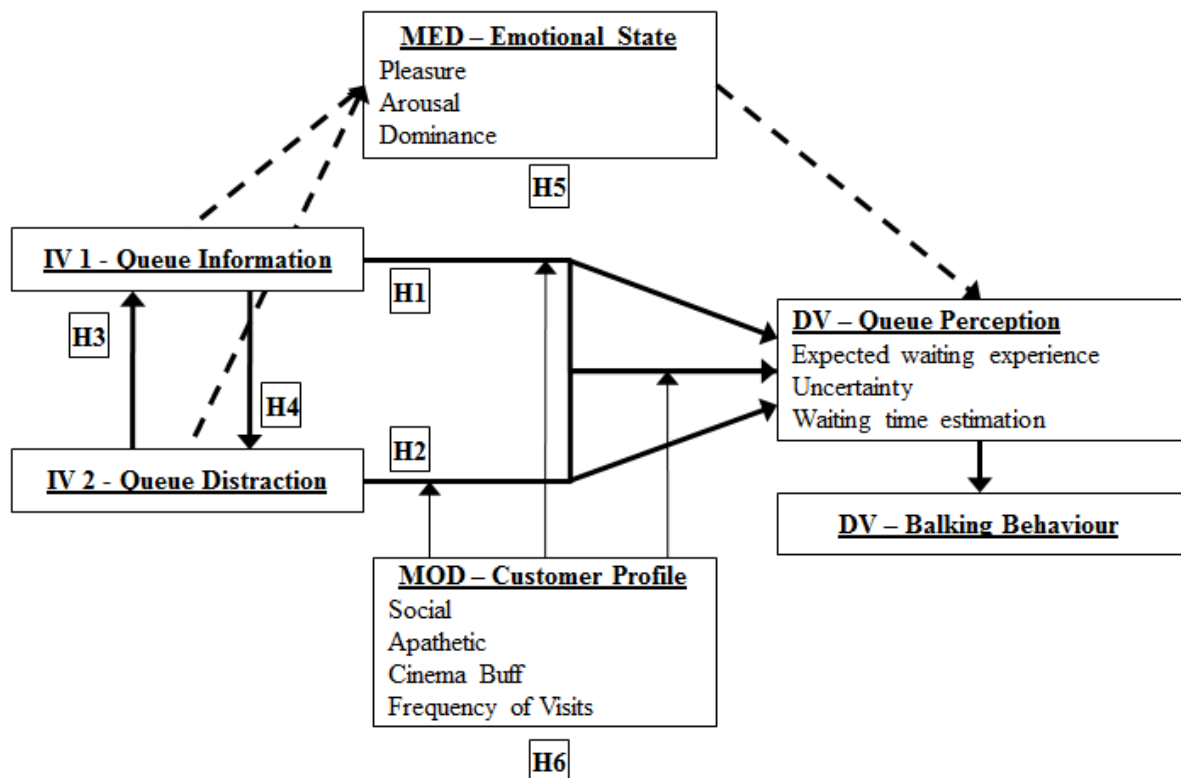 MED – Emotional State
Pleasure
Arousal
Dominance
H5
IV 1 - Queue Information
H1
H3
DV – Queue Perception
Expected waiting experience
Uncertainty
Waiting time estimation
H4
H2
IV 2 - Queue Distraction
DV – Balking Behaviour
MOD – Customer Profile
Social
Apathetic
Cinema Buff
Frequency of Visits
H6